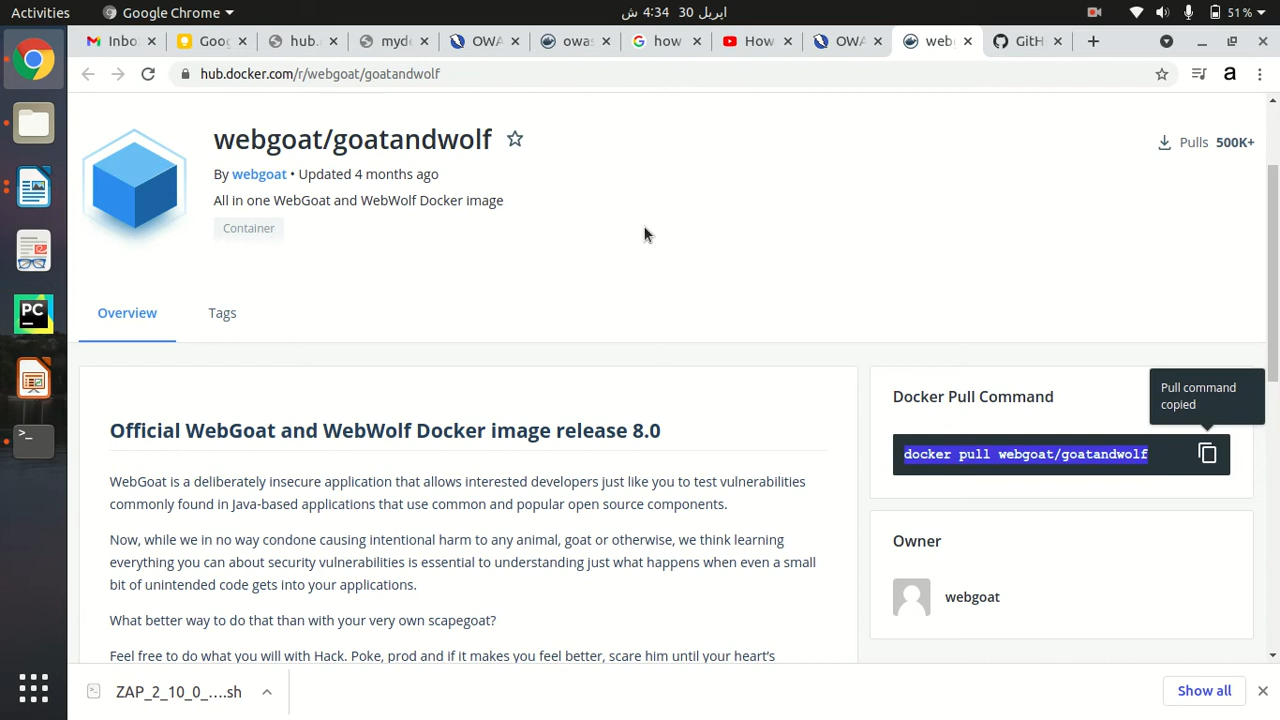 Activities
Google Chrome
اپریل 30 4:34 ش
51 %
Inbo
Goog
hub.
myde
OWA
owas
how
How
OWA
web
GitH
hub.docker.com/r/webgoat/goatandwolf
a
webgoat/goatandwolf
Pulls 500K+
By webgoat • Updated 4 months ago
All in one WebGoat and WebWolf Docker image
Container
Overview
Tags
Pull command
copied
Docker Pull Command
docker pull webgoat/goatandwolf
Official WebGoat and WebWolf Docker image release 8.0
WebGoat is a deliberately insecure application that allows interested developers just like you to test vulnerabilities
commonly found in Java-based applications that use common and popular open source components.
Now, while we in no way condone causing intentional harm to any animal, goat or otherwise, we think learning
everything you can about security vulnerabilities is essential to understanding just what happens when even a small
bit of unintended code gets into your applications.
What better way to do that than with your very own scapegoat?
Feel free to do what you will with Hack. Poke, prod and if it makes you feel better, scare him until your heart's
Owner
webgoat
PC
>_
ZAP_2_10_0_....sh
Show all